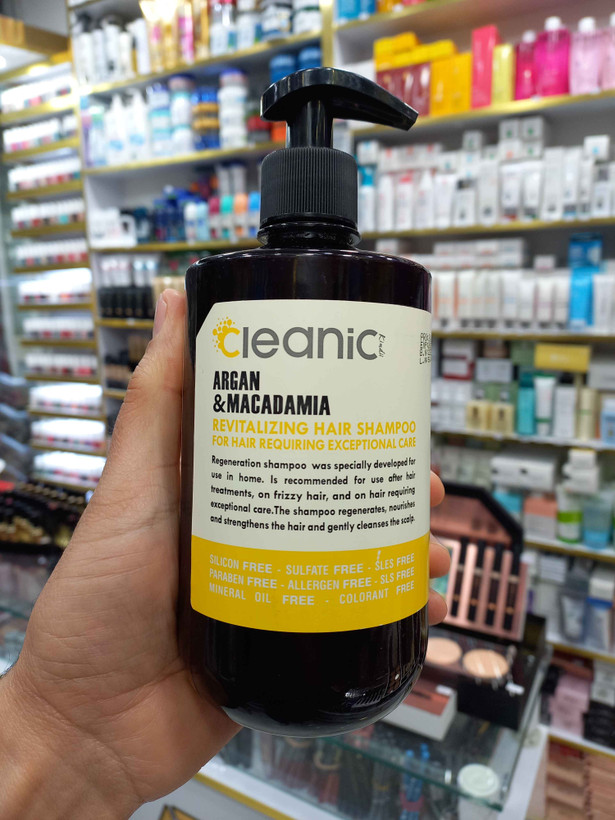 cleanic
ARGAN
&MACADAMIA
REVITALIZING HAIR SHAMPOO
FOR HAIR REQUIRING EXCEPTIONAL CARE
Regeneration shampoo was specially developed for
use in home. Is recommended for use after hair
treatments, on frizzy hair, and on hair requiring
exceptional care.The shampoo regenerates, nourishes
and strengthens the hair and gently cleanses the scalp.
SILICON FREE - SULFATE FREE - SLES FREE
PARABEN FREE - ALLERGEN FREE - SLS FREE
MINERAL OIL FREE - COLORANT FREE